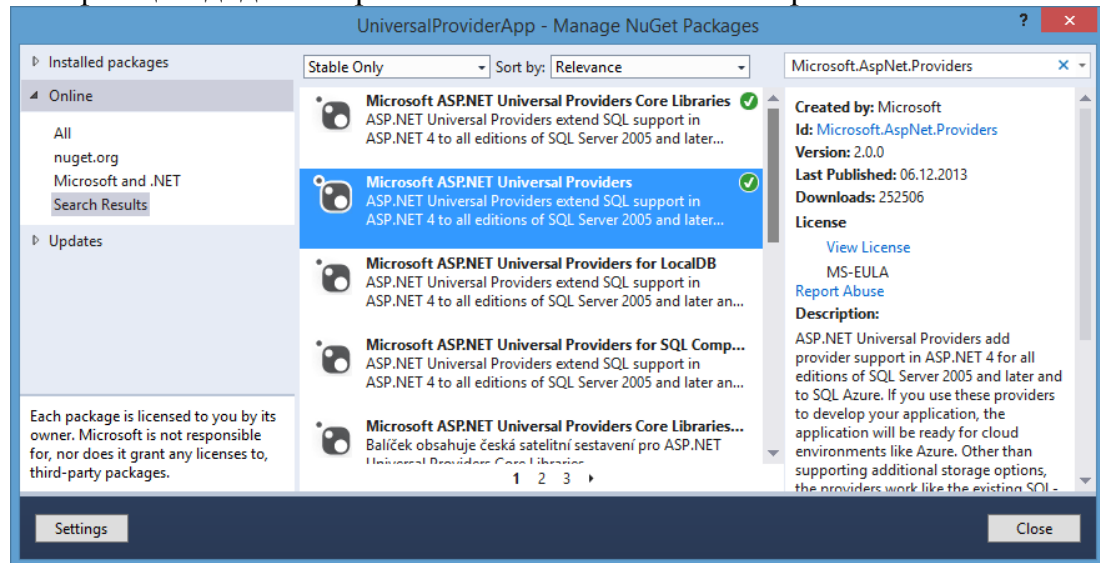 UniversalProviderApp - Manage NuGet Packages
?
×
Installed packages
Online
All
nuget.org
Microsoft and .NET
Search Results
Updates
Each package is licensed to you by its
owner. Microsoft is not responsible
for, nor does it grant any licenses to,
third-party packages.
Stable Only
Sort by: Relevance
Microsoft ASP.NET Universal Providers Core Libraries
ASP.NET Universal Providers extend SQL support in
ASP.NET 4 to all editions of SQL Server 2005 and later...
Microsoft ASP.NET Universal Providers
ASP.NET Universal Providers extend SQL support in
ASP.NET 4 to all editions of SQL Server 2005 and later...
Microsoft ASP.NET Universal Providers for LocalDB
ASP.NET Universal Providers extend SQL support in
ASP.NET 4 to all editions of SQL Server 2005 and later an...
Microsoft ASP.NET Universal Providers for SQL Comp...
ASP.NET Universal Providers extend SQL support in
ASP.NET 4 to all editions of SQL Server 2005 and later an...
Microsoft ASP.NET Universal Providers Core Libraries...
Balíček obsahuje česká satelitní sestavení pro ASP.NET
Universal Providers Core Libraries
1 2 3
Microsoft.AspNet.Providers
Created by: Microsoft
Id: Microsoft.AspNet.Providers
Version: 2.0.0
Last Published: 06.12.2013
Downloads: 252506
License
View License
MS-EULA
Report Abuse
Description:
ASP.NET Universal Providers add
provider support in ASP.NET 4 for all
editions of SQL Server 2005 and later and
to SQL Azure. If you use these providers
to develop your application, the
application will be ready for cloud
environments like Azure. Other than
supporting additional storage options,
the providers work like the existing SQL-
Settings
Close